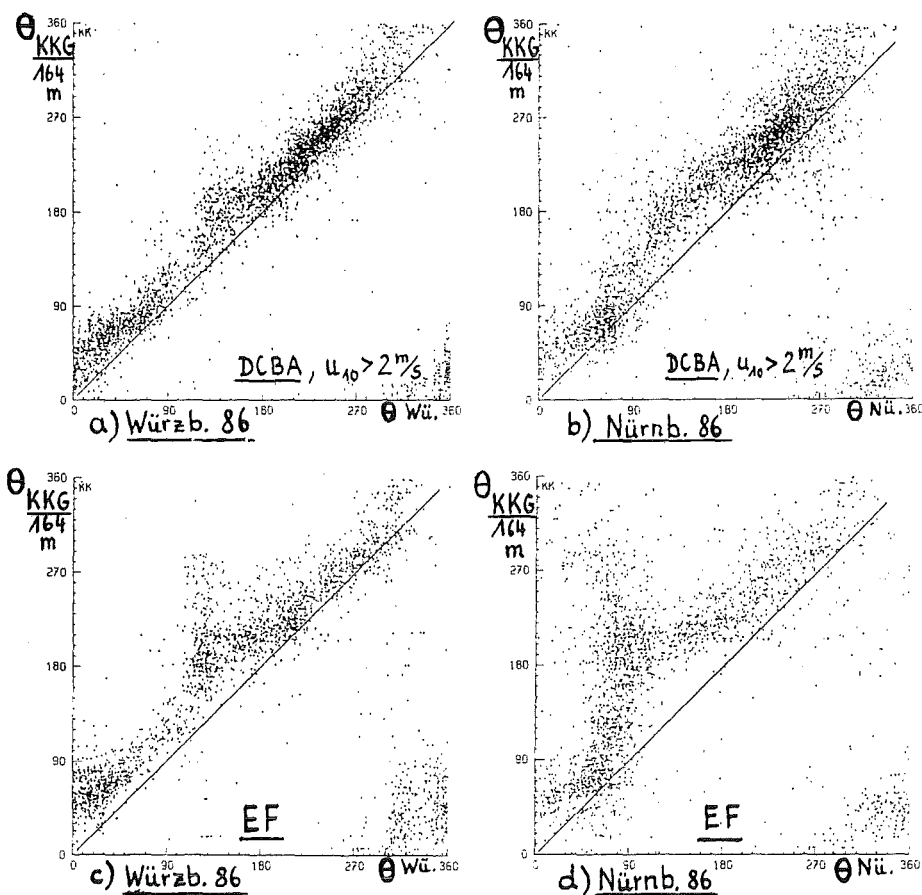 Θ KKG 164 m
360
KK
270
180
90
0
DCBA, u₁₀ > 2 m/s
0 90 180 270 360
Θ Wü.
a) Würzb. 86
Θ KKG 164 m
360
KK
270
180
90
0
DCBA, u₁₀ > 2 m/s
0 90 180 270 360
Θ Nü.
b) Nürnb. 86
Θ KKG 164 m
360
KK
270
180
90
0
EF
0 90 180 270 360
Θ Wü.
c) Würzb. 86
Θ KKG 164 m
360
KK
270
180
90
0
EF
0 90 180 270 360
Θ Nü.
d) Nürnb. 86